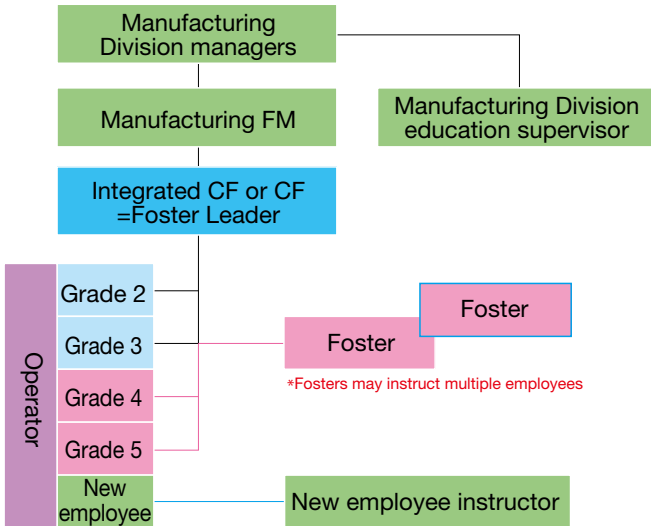 Manufacturing
Division managers
Manufacturing FM
Manufacturing Division
education supervisor
Integrated CF or CF
=Foster Leader
Operator
Grade 2
Grade 3
Grade 4
Grade 5
New
employee
Foster
Foster
*Fosters may instruct multiple employees
New employee instructor